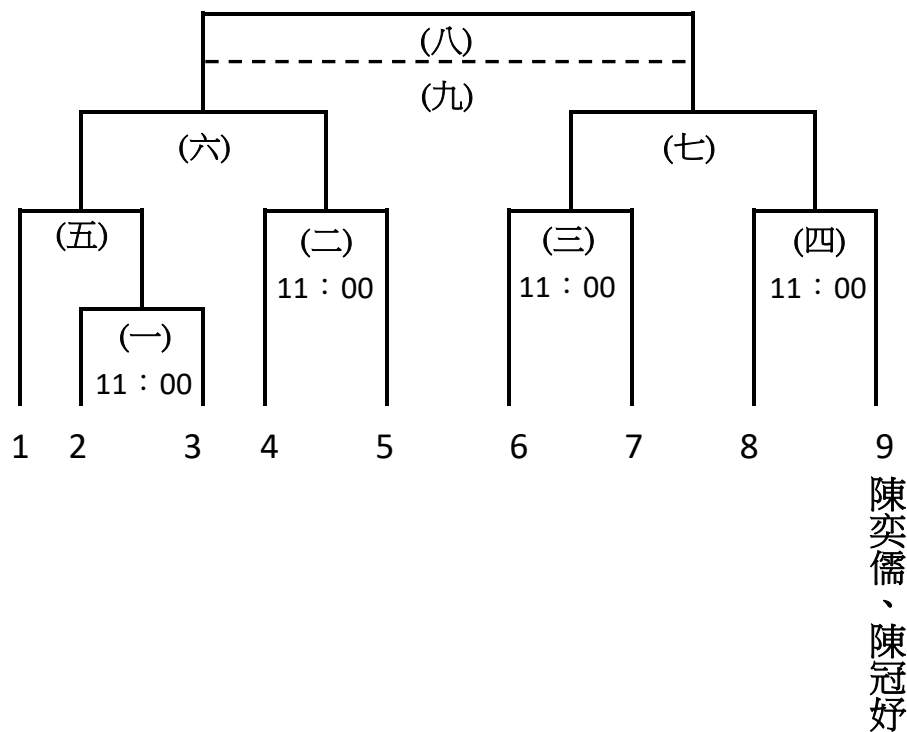 (八)
(九)
(六)
(七)
(五)
(二)
11：00
(三)
11：00
(四)
11：00
(一)
11：00
1 2 3 4 5 6 7 8 9
陳奕儒、陳冠妤